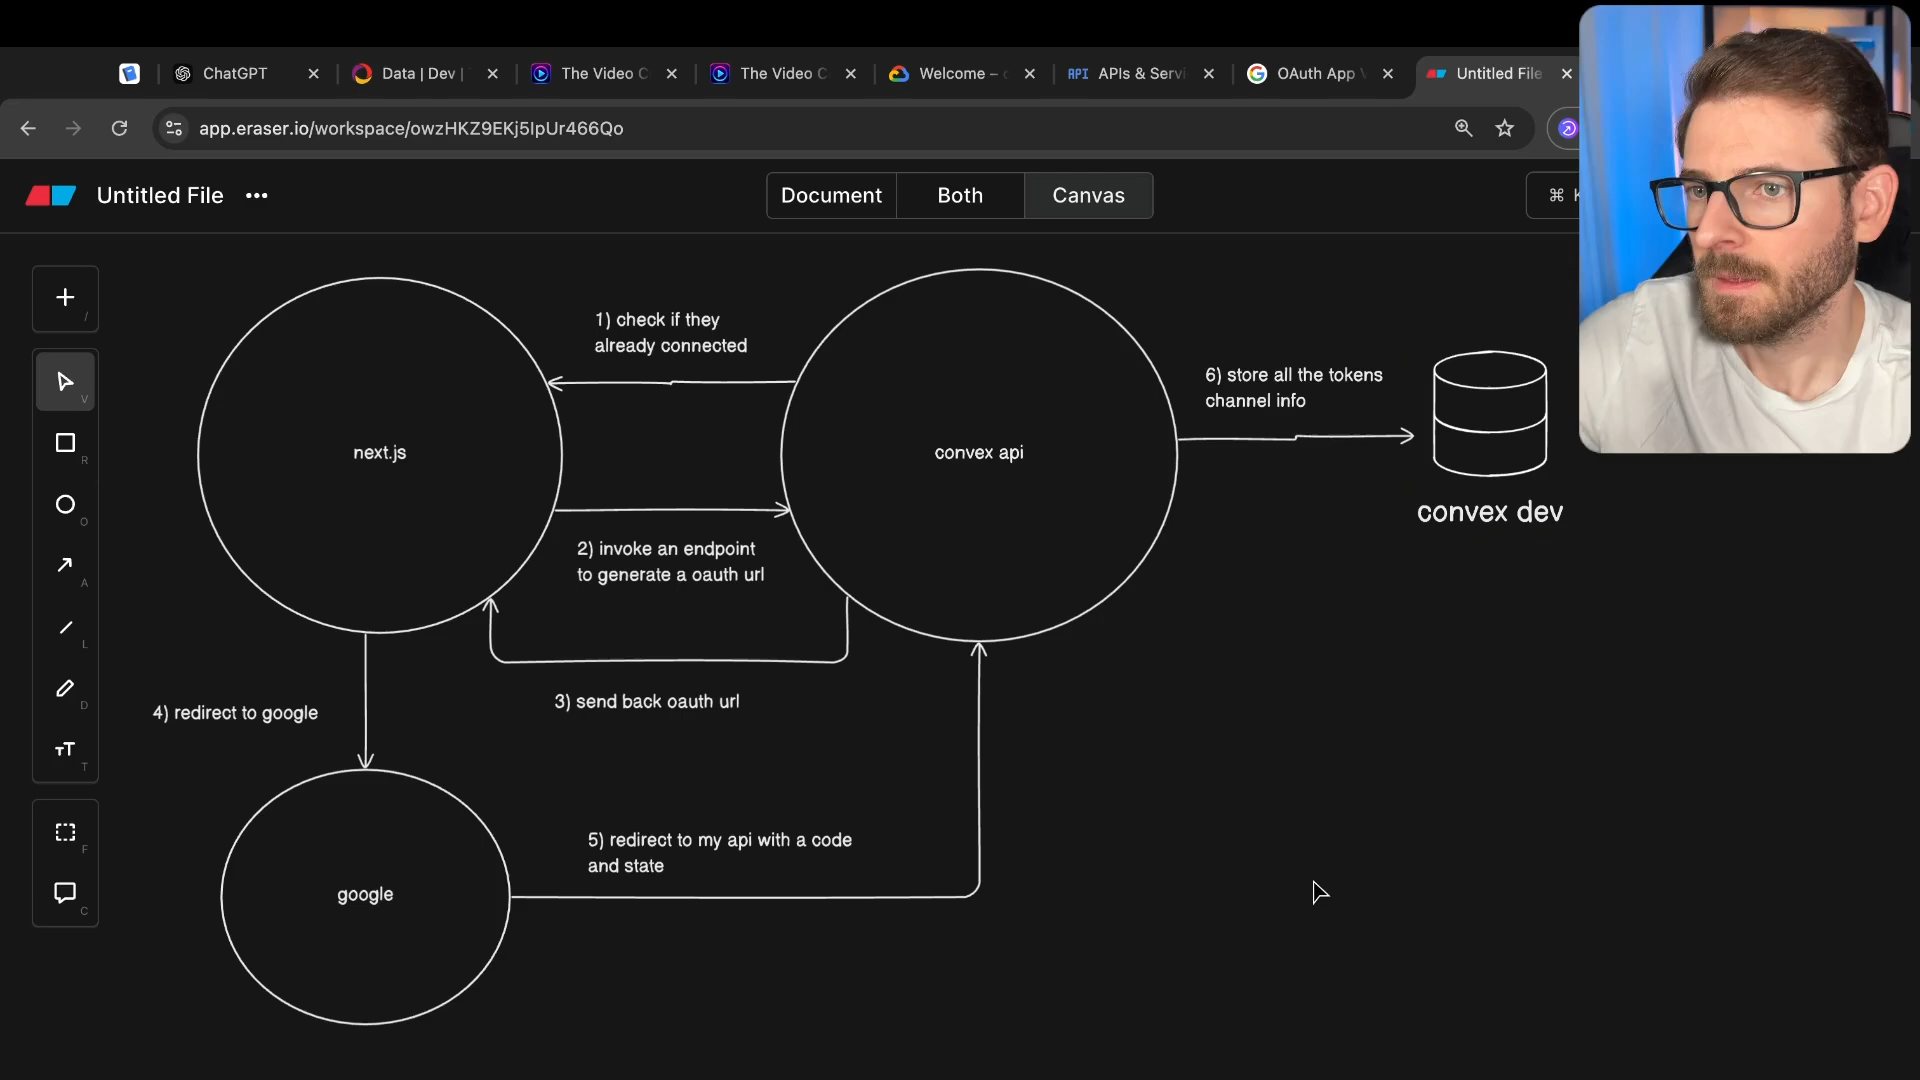 ChatGPT
Data | Dev |
The Video C
The Video C
Welcome –
API APIs & Servi
OAuth App
Untitled File
app.eraser.io/workspace/owzHKZ9EKj5IpUr466Qo
Untitled File
Document
Both
Canvas
⌘ K
/
V
R
O
A
L
D
TT
T
F
C
1) check if they
already connected
next.js
convex api
6) store all the tokens
channel info
convex dev
2) invoke an endpoint
to generate a oauth url
3) send back oauth url
4) redirect to google
5) redirect to my api with a code
and state
google